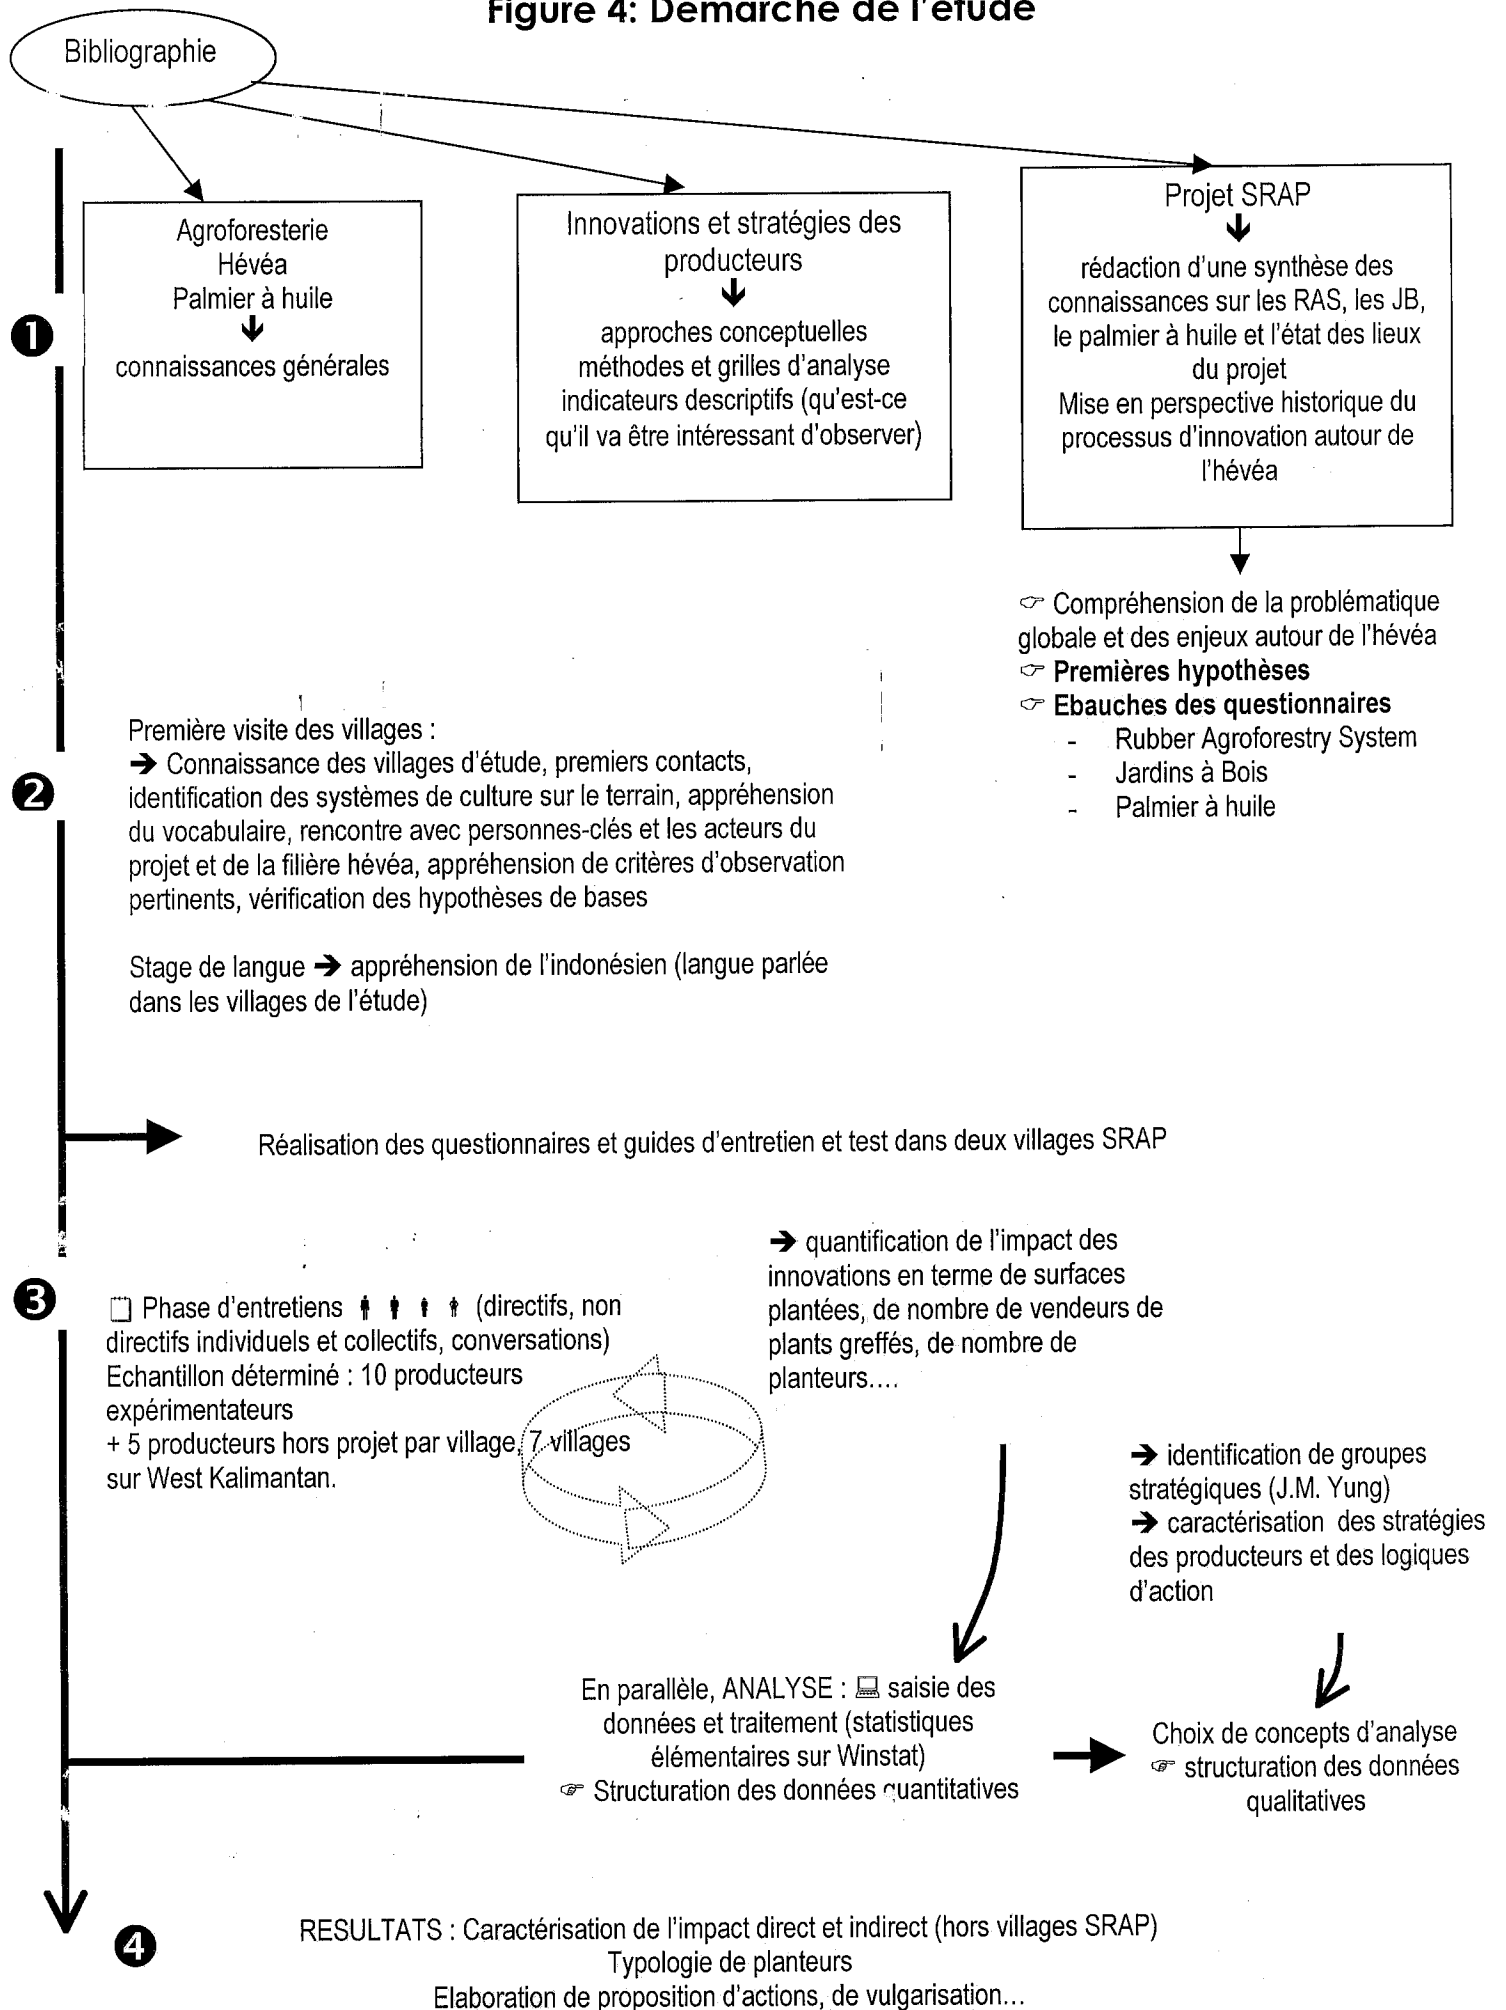 Figure 4: Démarche de l'étude
Bibliographie
❶
Agroforesterie
Hévéa
Palmier à huile
🡻
connaissances générales
Innovations et stratégies des
producteurs
🡻
approches conceptuelles
méthodes et grilles d'analyse
indicateurs descriptifs (qu'est-ce
qu'il va être intéressant d'observer)
Projet SRAP
🡻
rédaction d'une synthèse des
connaissances sur les RAS, les JB,
le palmier à huile et l'état des lieux
du projet
Mise en perspective historique du
processus d'innovation autour de
l'hévéa
☞ Compréhension de la problématique
globale et des enjeux autour de l'hévéa
☞ Premières hypothèses
☞ Ebauches des questionnaires
- Rubber Agroforestry System
- Jardins à Bois
- Palmier à huile
❷
Première visite des villages :
➔ Connaissance des villages d'étude, premiers contacts,
identification des systèmes de culture sur le terrain, appréhension
du vocabulaire, rencontre avec personnes-clés et les acteurs du
projet et de la filière hévéa, appréhension de critères d'observation
pertinents, vérification des hypothèses de bases
Stage de langue ➔ appréhension de l'indonésien (langue parlée
dans les villages de l'étude)
Réalisation des questionnaires et guides d'entretien et test dans deux villages SRAP
❸
Phase d'entretiens (directifs, non
directifs individuels et collectifs, conversations)
Echantillon déterminé : 10 producteurs
expérimentateurs
+ 5 producteurs hors projet par village, 7 villages
sur West Kalimantan.
➔ quantification de l'impact des
innovations en terme de surfaces
plantées, de nombre de vendeurs de
plants greffés, de nombre de
planteurs....
➔ identification de groupes
stratégiques (J.M. Yung)
➔ caractérisation des stratégies
des producteurs et des logiques
d'action
En parallèle, ANALYSE : saisie des
données et traitement (statistiques
élémentaires sur Winstat)
☞ Structuration des données quantitatives
Choix de concepts d'analyse
☞ structuration des données
qualitatives
❹
RESULTATS : Caractérisation de l'impact direct et indirect (hors villages SRAP)
Typologie de planteurs
Elaboration de proposition d'actions, de vulgarisation...